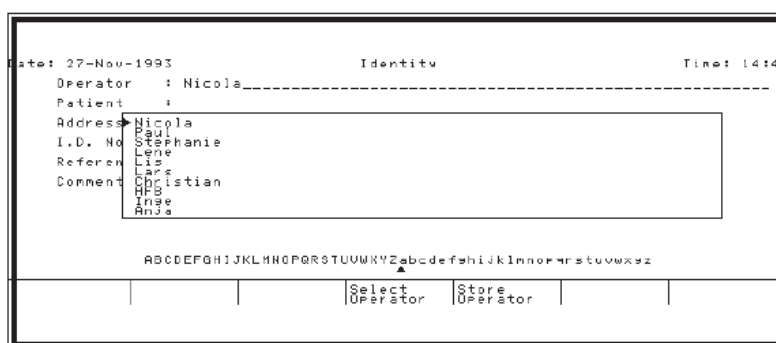 ate: 27-Nov-1993 Identity Time: 14:4
Operator : Nicola
Patient :
Address Nicola
Paul
I.D. No Stephanie
Lene
Referen Lis
Lars
Comment Christian
HFB
Inge
Anja
ABCDEFGHIJKLMNOPQRSTUVWXYZabcdefghijklmnopqrstuvwxyz
Select Store
Operator Operator